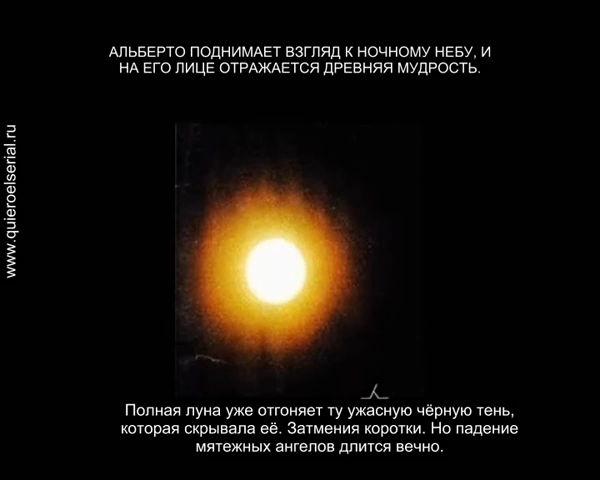 АЛЬБЕРТО ПОДНИМАЕТ ВЗГЛЯД К НОЧНОМУ НЕБУ, И
НА ЕГО ЛИЦЕ ОТРАЖАЕТСЯ ДРЕВНЯЯ МУДРОСТЬ.
www.quieroelserial.ru
Полная луна уже отгоняет ту ужасную чёрную тень,
которая скрывала её. Затмения коротки. Но падение
мятежных ангелов длится вечно.